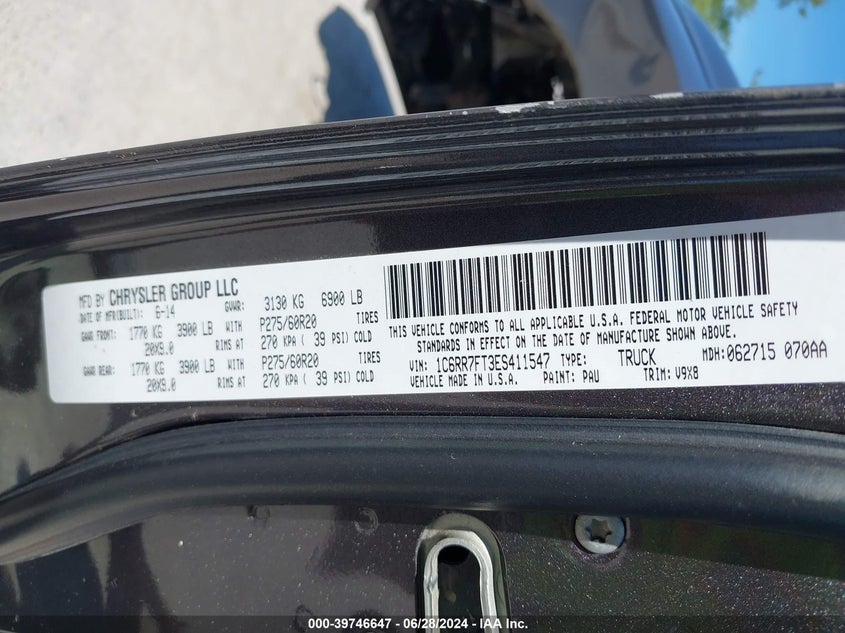 MFD BY CHRYSLER GROUP LLC
DATE OF MFR(BUILT): 6-14 GVWR: 3130 KG 6900 LB
GAWR FRONT: 1770 KG 3900 LB WITH P275/60R20 TIRES
20X9.0 RIMS AT 270 KPA ( 39 PSI) COLD
GAWR REAR: 1770 KG 3900 LB WITH P275/60R20 TIRES
20X9.0 RIMS AT 270 KPA ( 39 PSI) COLD
THIS VEHICLE CONFORMS TO ALL APPLICABLE U.S.A. FEDERAL MOTOR VEHICLE SAFETY
STANDARDS IN EFFECT ON THE DATE OF MANUFACTURE SHOWN ABOVE.
VIN: 1C6RR7FT3ES411547 TYPE: TRUCK MDH: 062715 070AA
VEHICLE MADE IN U.S.A. PAINT: PAU TRIM: V9X8
000-39746647 / 06/28/2024 - IAA Inc.